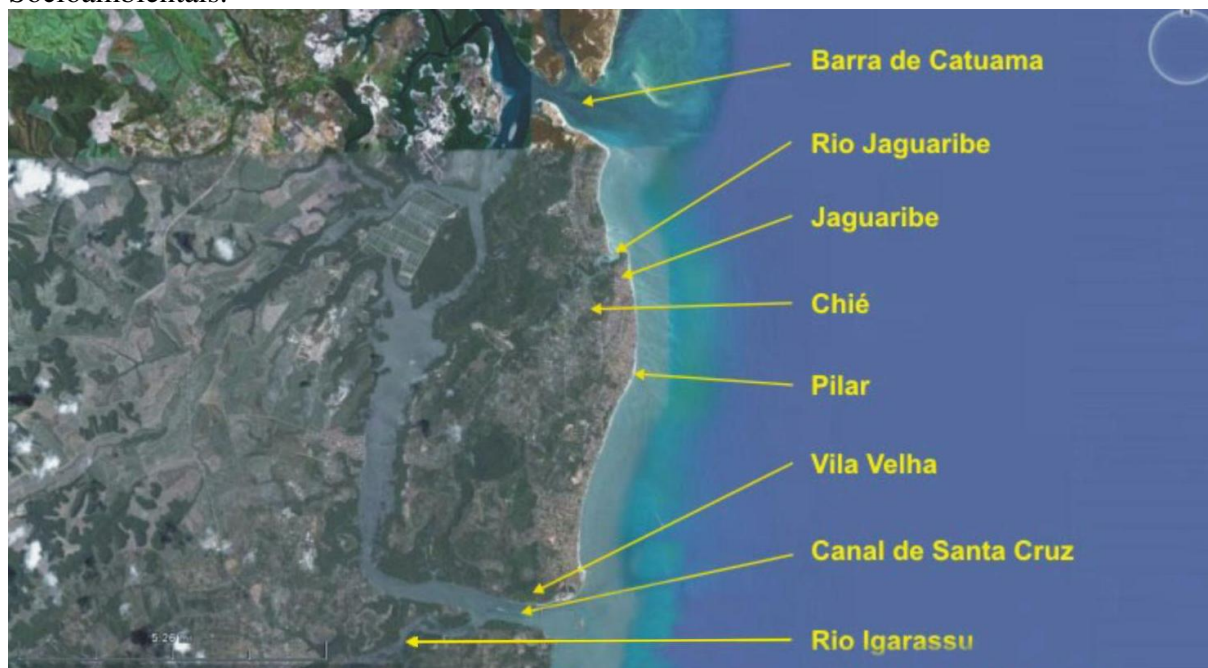 Socioambientais.
Barra de Catuama
Rio Jaguaribe
Jaguaribe
Chié
Pilar
Vila Velha
Canal de Santa Cruz
Rio Igarassu